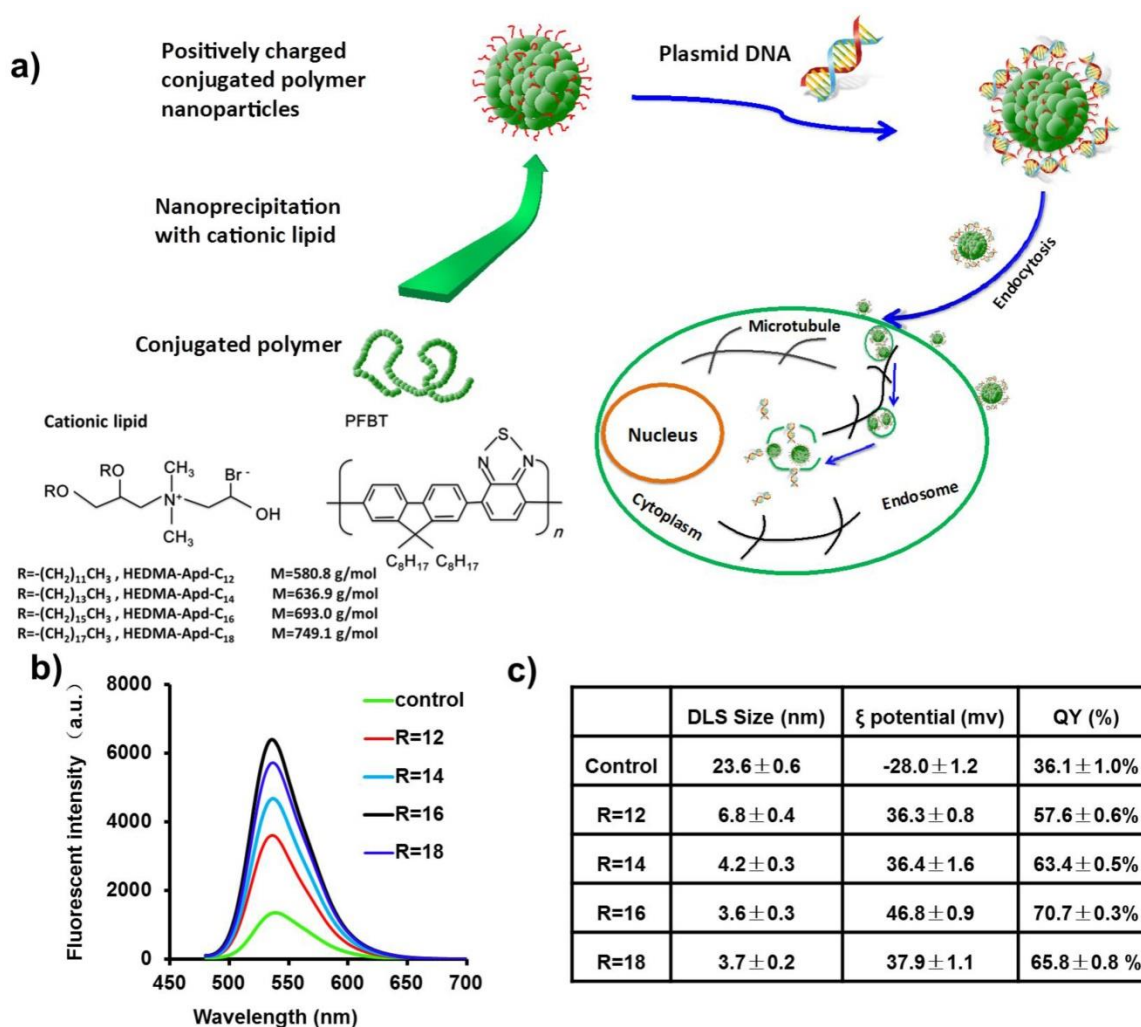 a)
Positively charged
conjugated polymer
nanoparticles
Plasmid DNA
Nanoprecipitation
with cationic lipid
Endocytosis
Conjugated polymer
Microtubule
Nucleus
Cytoplasm
Endosome
Cationic lipid
PFBT
RO
RO
CH₃
N⁺
CH₃
Br⁻
OH
S
N
N
n
C₈H₁₇ C₈H₁₇
R=-(CH₂)₁₁CH₃ , HEDMA-Apd-C₁₂ M=580.8 g/mol
R=-(CH₂)₁₃CH₃ , HEDMA-Apd-C₁₄ M=636.9 g/mol
R=-(CH₂)₁₅CH₃ , HEDMA-Apd-C₁₆ M=693.0 g/mol
R=-(CH₂)₁₇CH₃ , HEDMA-Apd-C₁₈ M=749.1 g/mol
b)
Fluorescent intensity （a.u.）
8000
6000
4000
2000
0
450 500 550 600 650 700
Wavelength (nm)
control
R=12
R=14
R=16
R=18
c)
DLS Size (nm) ξ potential (mv) QY (%)
Control 23.6±0.6 -28.0±1.2 36.1±1.0%
R=12 6.8±0.4 36.3±0.8 57.6±0.6%
R=14 4.2±0.3 36.4±1.6 63.4±0.5%
R=16 3.6±0.3 46.8±0.9 70.7±0.3%
R=18 3.7±0.2 37.9±1.1 65.8±0.8 %